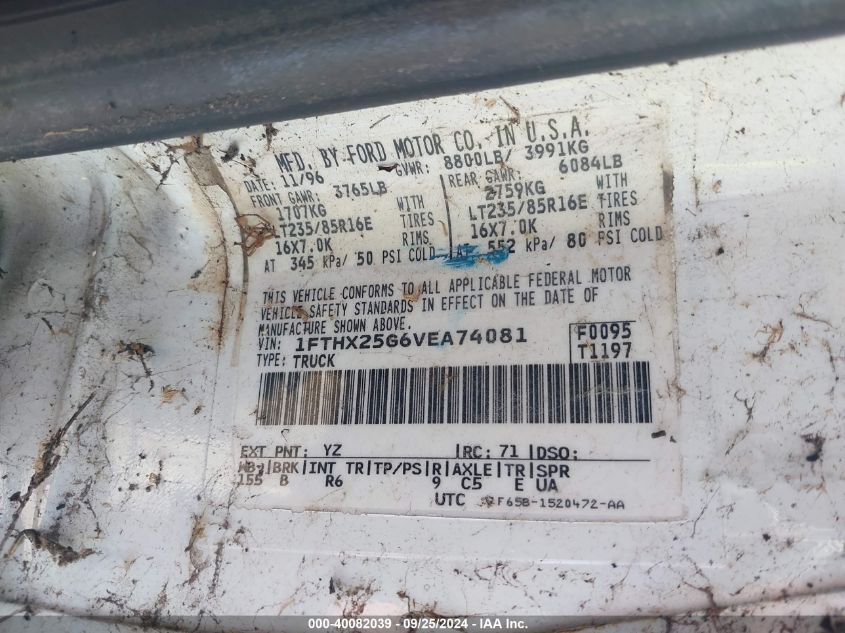 MFD. BY FORD MOTOR CO. IN U.S.A.
DATE: 11/96 GVWR: 8800LB/ 3991KG
FRONT GAWR: 3765LB REAR GAWR: 6084LB
1707KG WITH 2759KG WITH
LT235/85R16E TIRES LT235/85R16E TIRES
16X7.0K RIMS 16X7.0K RIMS
AT 345 kPa/ 50 PSI COLD AT 552 kPa/ 80 PSI COLD
THIS VEHICLE CONFORMS TO ALL APPLICABLE FEDERAL MOTOR
VEHICLE SAFETY STANDARDS IN EFFECT ON THE DATE OF
MANUFACTURE SHOWN ABOVE.
VIN: 1FTHX25G6VEA74081 F0095
TYPE: TRUCK T1197
EXT PNT: YZ RC: 71 DSO:
WB BRK INT TR TP/PS R AXLE TR SPR
155 B R6 9 C5 E UA
UTC F65B-1520472-AA
000-40082039 - 09/25/2024 - IAA Inc.